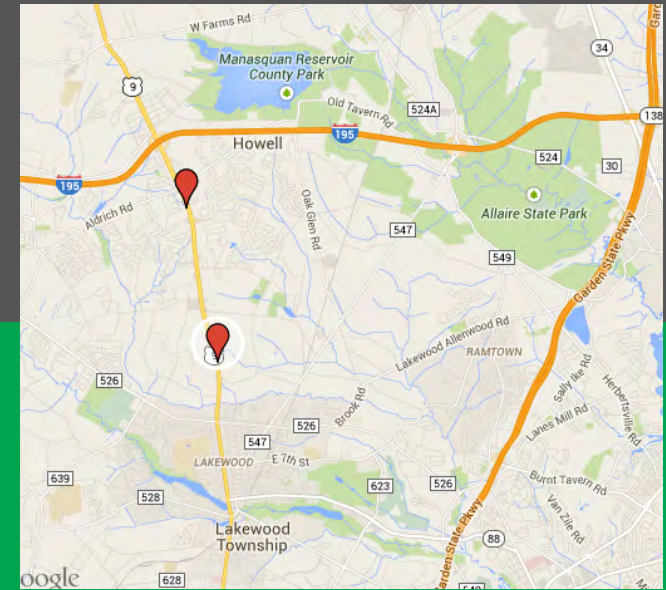 W Farms Rd
34
Manasquan Reservoir
County Park
9
Old Tavern Rd
524A
138
195
Howell
524
30
195
Aldrich Rd
Oak Glen Rd
547
Allaire State Park
549
Garden State Pkwy
Lakewood Allenwood Rd
RAMTOWN
526
Sally Ike Rd
Herbertsville Rd
Brook Rd
Lanes Mill Rd
526
547
LAKEWOOD
E 7th St
639
623
526
Burnt Tavern Rd
528
Van Zile Rd
Lakewood
Township
88
Garden State Pkwy
oogle
628